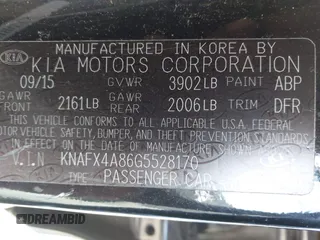 MANUFACTURED IN KOREA BY
KIA KIA MOTORS CORPORATION
09/15 GVWR 3902LB PAINT ABP
GAWR FRONT 2161LB GAWR REAR 2006LB TRIM DFR
THIS VEHICLE CONFORMS TO ALL APPLICABLE U.S.A FEDERAL
MOTOR VEHICLE SAFETY, BUMPER, AND THEFT PREVENTION STANDARDS
IN EFFECT ON THE DATE OF MANUFACTURE SHOWN ABOVE.
V.I.N KNAFX4A86G5528170
TYPE PASSENGER CAR
DREAMBID